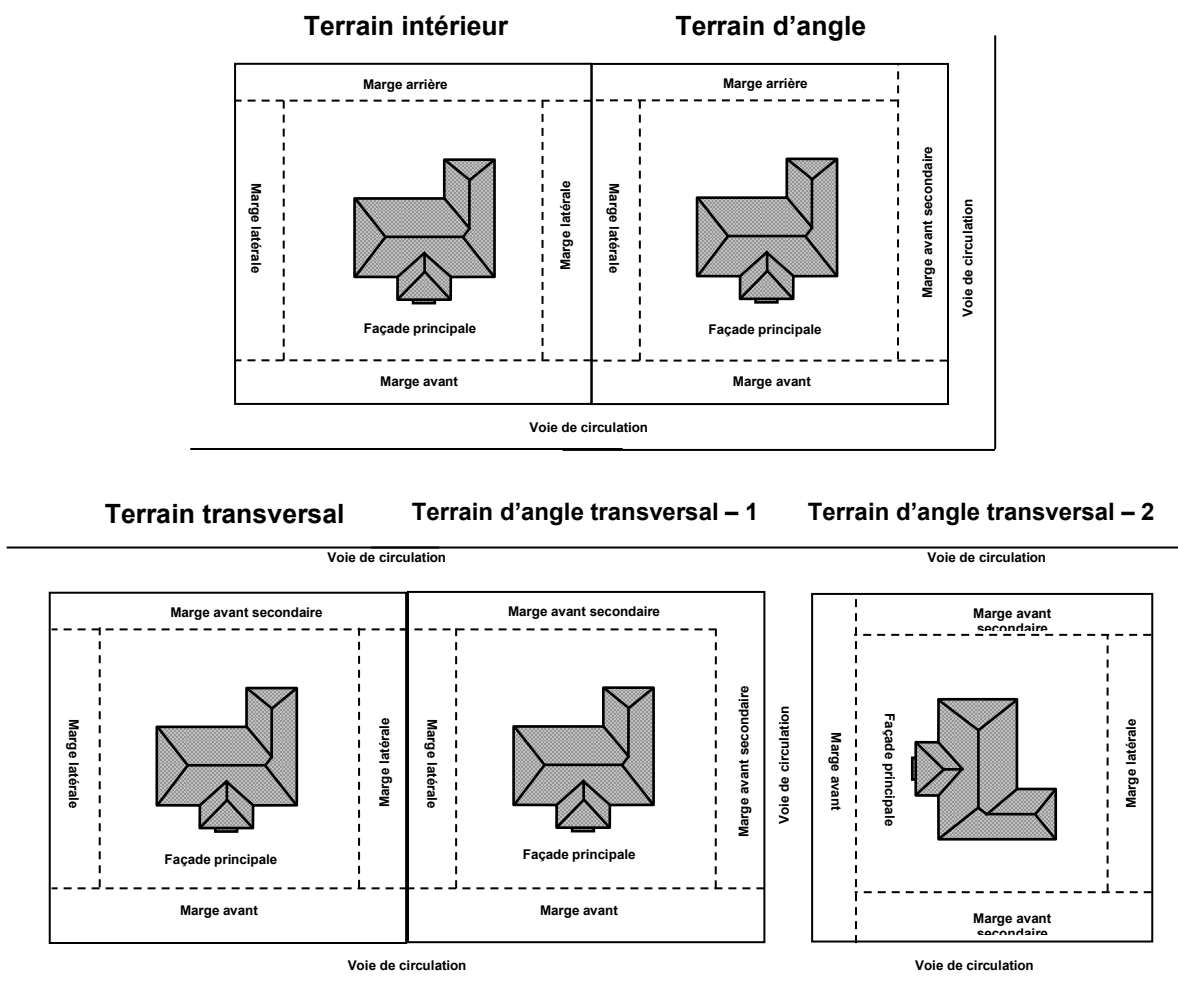 Terrain intérieur
Terrain d'angle
Marge arrière
Marge arrière
Marge latérale
Marge latérale
Marge latérale
Marge avant secondaire
Voie de circulation
Façade principale
Façade principale
Marge avant
Marge avant
Voie de circulation
Terrain transversal
Terrain d'angle transversal – 1
Terrain d'angle transversal – 2
Voie de circulation
Voie de circulation
Marge avant secondaire
Marge avant secondaire
Marge avant
secondaire
Marge latérale
Marge latérale
Marge latérale
Marge avant secondaire
Voie de circulation
Marge avant
Façade principale
Marge latérale
Façade principale
Façade principale
Marge avant
Marge avant
Marge avant
secondaire
Voie de circulation
Voie de circulation